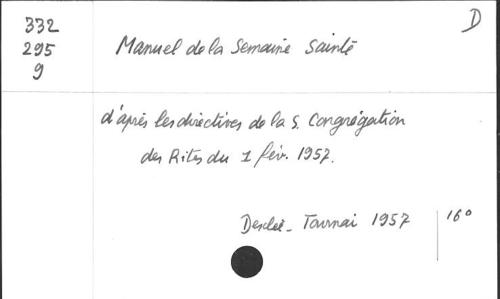 D
332
295
9
Manuel de la Semaine Sainte
d'après les directives de la S. Congrégation
des Rites du 1 fév. 1957.
Desclée - Tournai 1957 16°